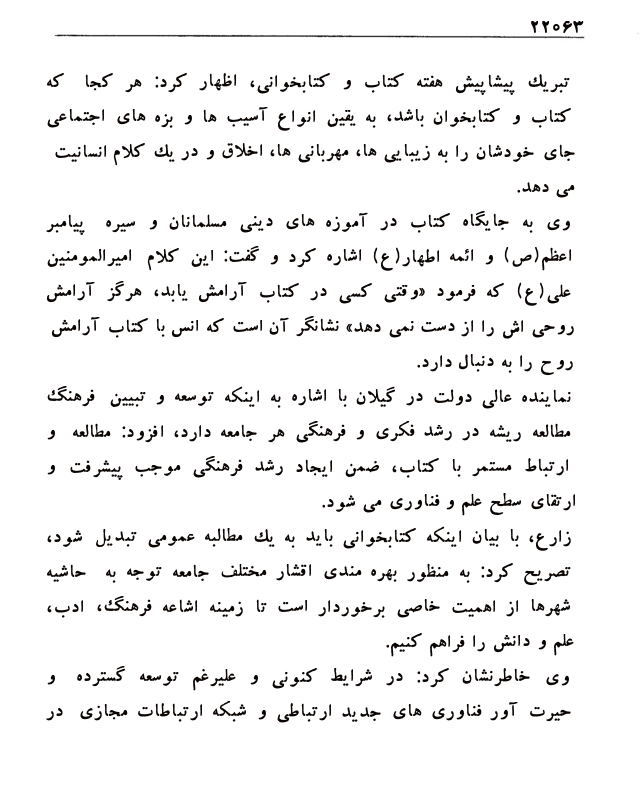 ۲۲۰۶۳
تبریك پیشاپیش هفته كتاب و كتابخوانی، اظهار كرد: هر كجا كه
كتاب و كتابخوان باشد، به یقین انواع آسیب ها و بزه های اجتماعی
جای خودشان را به زیبایی ها، مهربانی ها، اخلاق و در یك كلام انسانیت
می دهد.
وی به جایگاه كتاب در آموزه های دینی مسلمانان و سیره پیامبر
اعظم(ص) و ائمه اطهار(ع) اشاره كرد و گفت: این كلام امیرالمومنین
علی(ع) كه فرمود «وقتی كسی در كتاب آرامش یابد، هرگز آرامش
روحی اش را از دست نمی دهد» نشانگر آن است كه انس با كتاب آرامش
روح را به دنبال دارد.
نماینده عالی دولت در گیلان با اشاره به اینكه توسعه و تبیین فرهنگ
مطالعه ریشه در رشد فكری و فرهنگی هر جامعه دارد، افزود: مطالعه و
ارتباط مستمر با كتاب، ضمن ایجاد رشد فرهنگی موجب پیشرفت و
ارتقای سطح علم و فناوری می شود.
زارع، با بیان اینكه كتابخوانی باید به یك مطالبه عمومی تبدیل شود،
تصریح كرد: به منظور بهره مندی اقشار مختلف جامعه توجه به حاشیه
شهرها از اهمیت خاصی برخوردار است تا زمینه اشاعه فرهنگ، ادب،
علم و دانش را فراهم كنیم.
وی خاطرنشان كرد: در شرایط كنونی و علیرغم توسعه گسترده و
حیرت آور فناوری های جدید ارتباطی و شبكه ارتباطات مجازی در